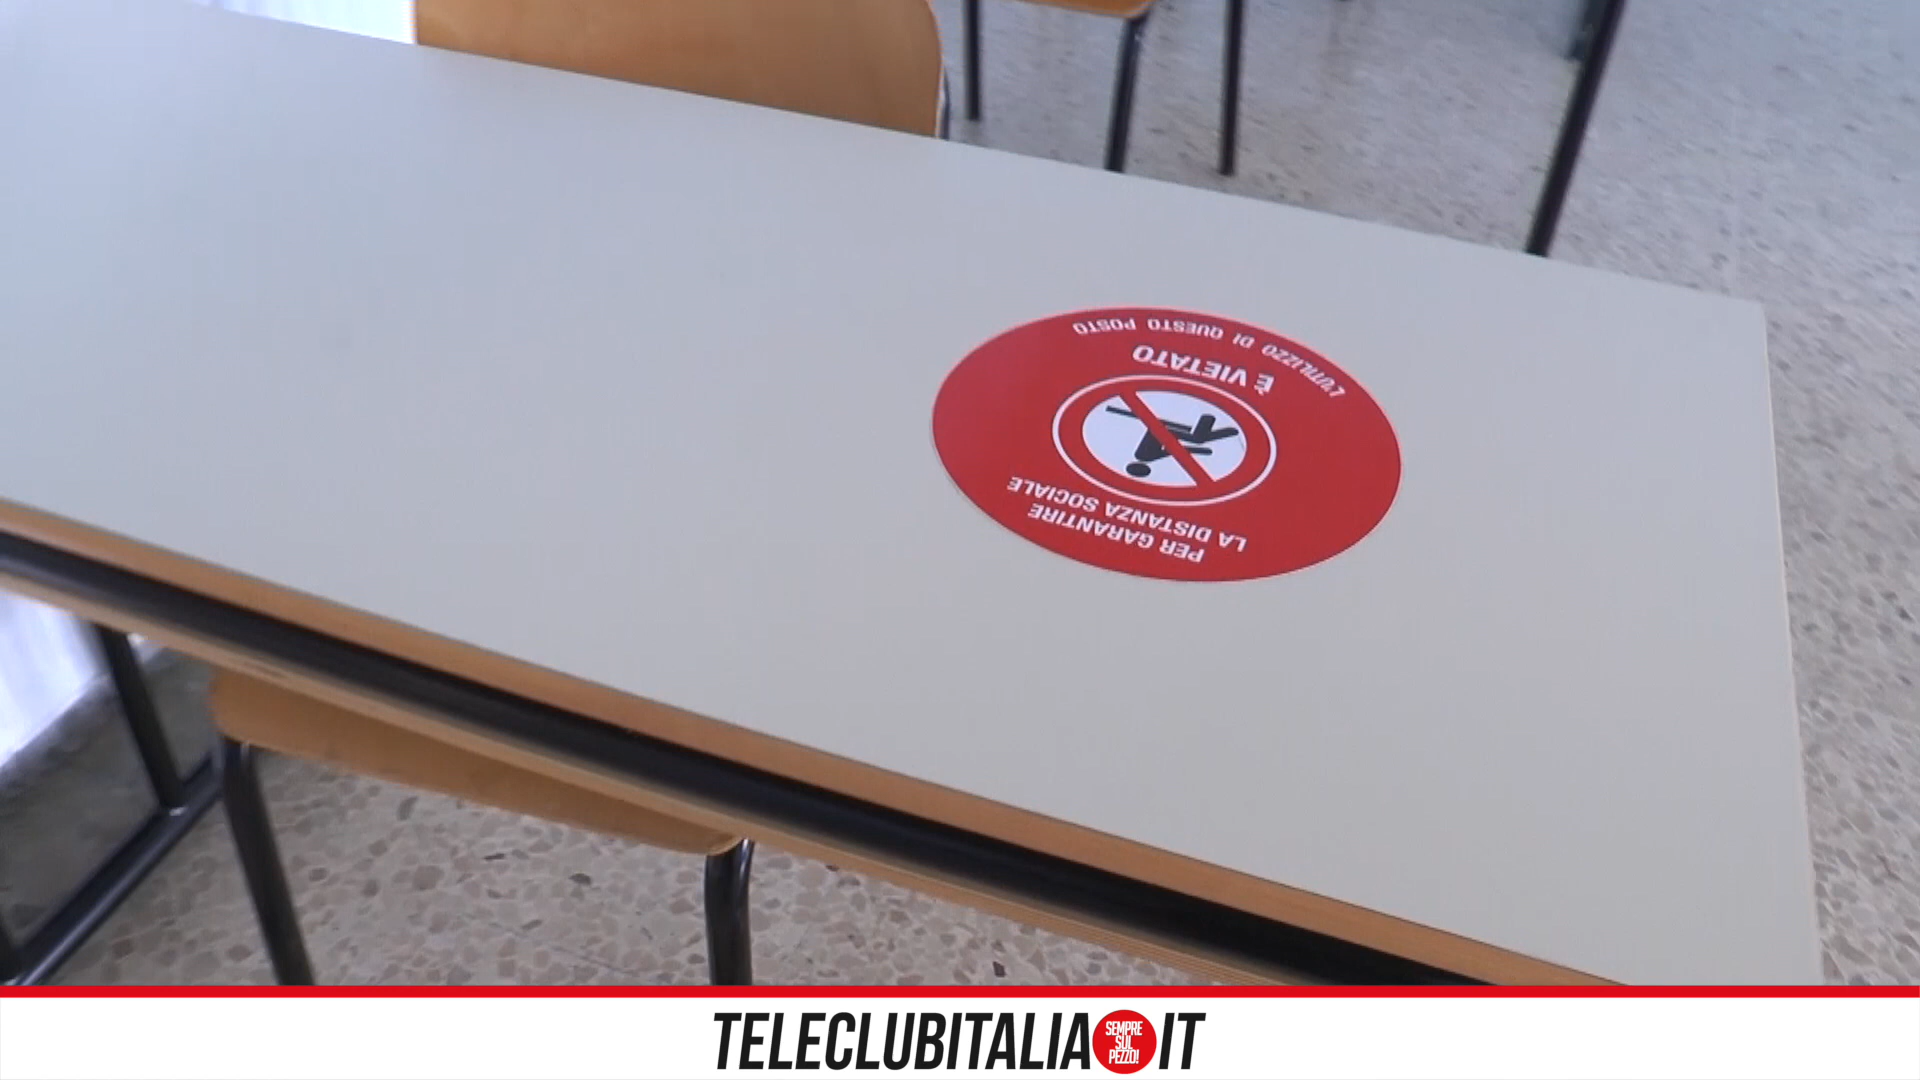 PER GARANTIRE
LA DISTANZA SOCIALE
È VIETATO
L'UTILIZZO DI QUESTO POSTO
TELECLUBITALIA
SEMPRE
SUL
PEZZO!
IT